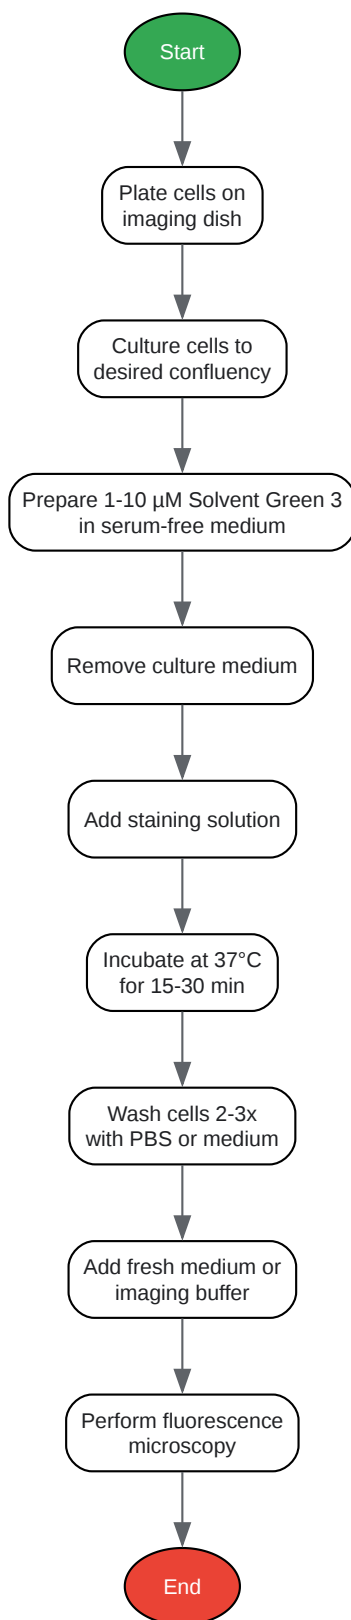 Start
Plate cells on
imaging dish
Culture cells to
desired confluency
Prepare 1-10 µM Solvent Green 3
in serum-free medium
Remove culture medium
Add staining solution
Incubate at 37°C
for 15-30 min
Wash cells 2-3x
with PBS or medium
Add fresh medium or
imaging buffer
Perform fluorescence
microscopy
End